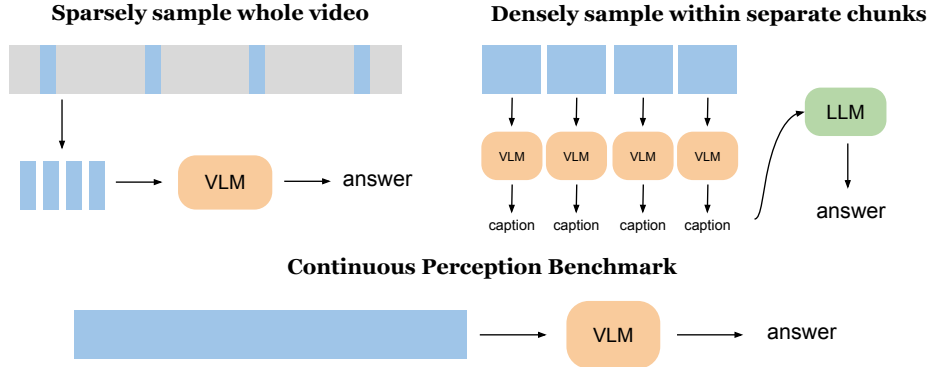 Sparsely sample whole video
VLM
answer
Densely sample within separate chunks
VLM
VLM
VLM
VLM
caption
caption
caption
caption
LLM
answer
Continuous Perception Benchmark
VLM
answer